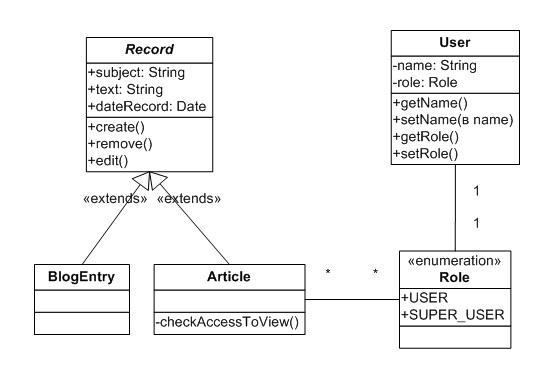 Record
+subject: String
+text: String
+dateRecord: Date
+create()
+remove()
+edit()
User
-name: String
-role: Role
+getName()
+setName(в name)
+getRole()
+setRole()
«extends» «extends»
1
1
BlogEntry
Article
-checkAccessToView()
* *
«enumeration»
Role
+USER
+SUPER_USER